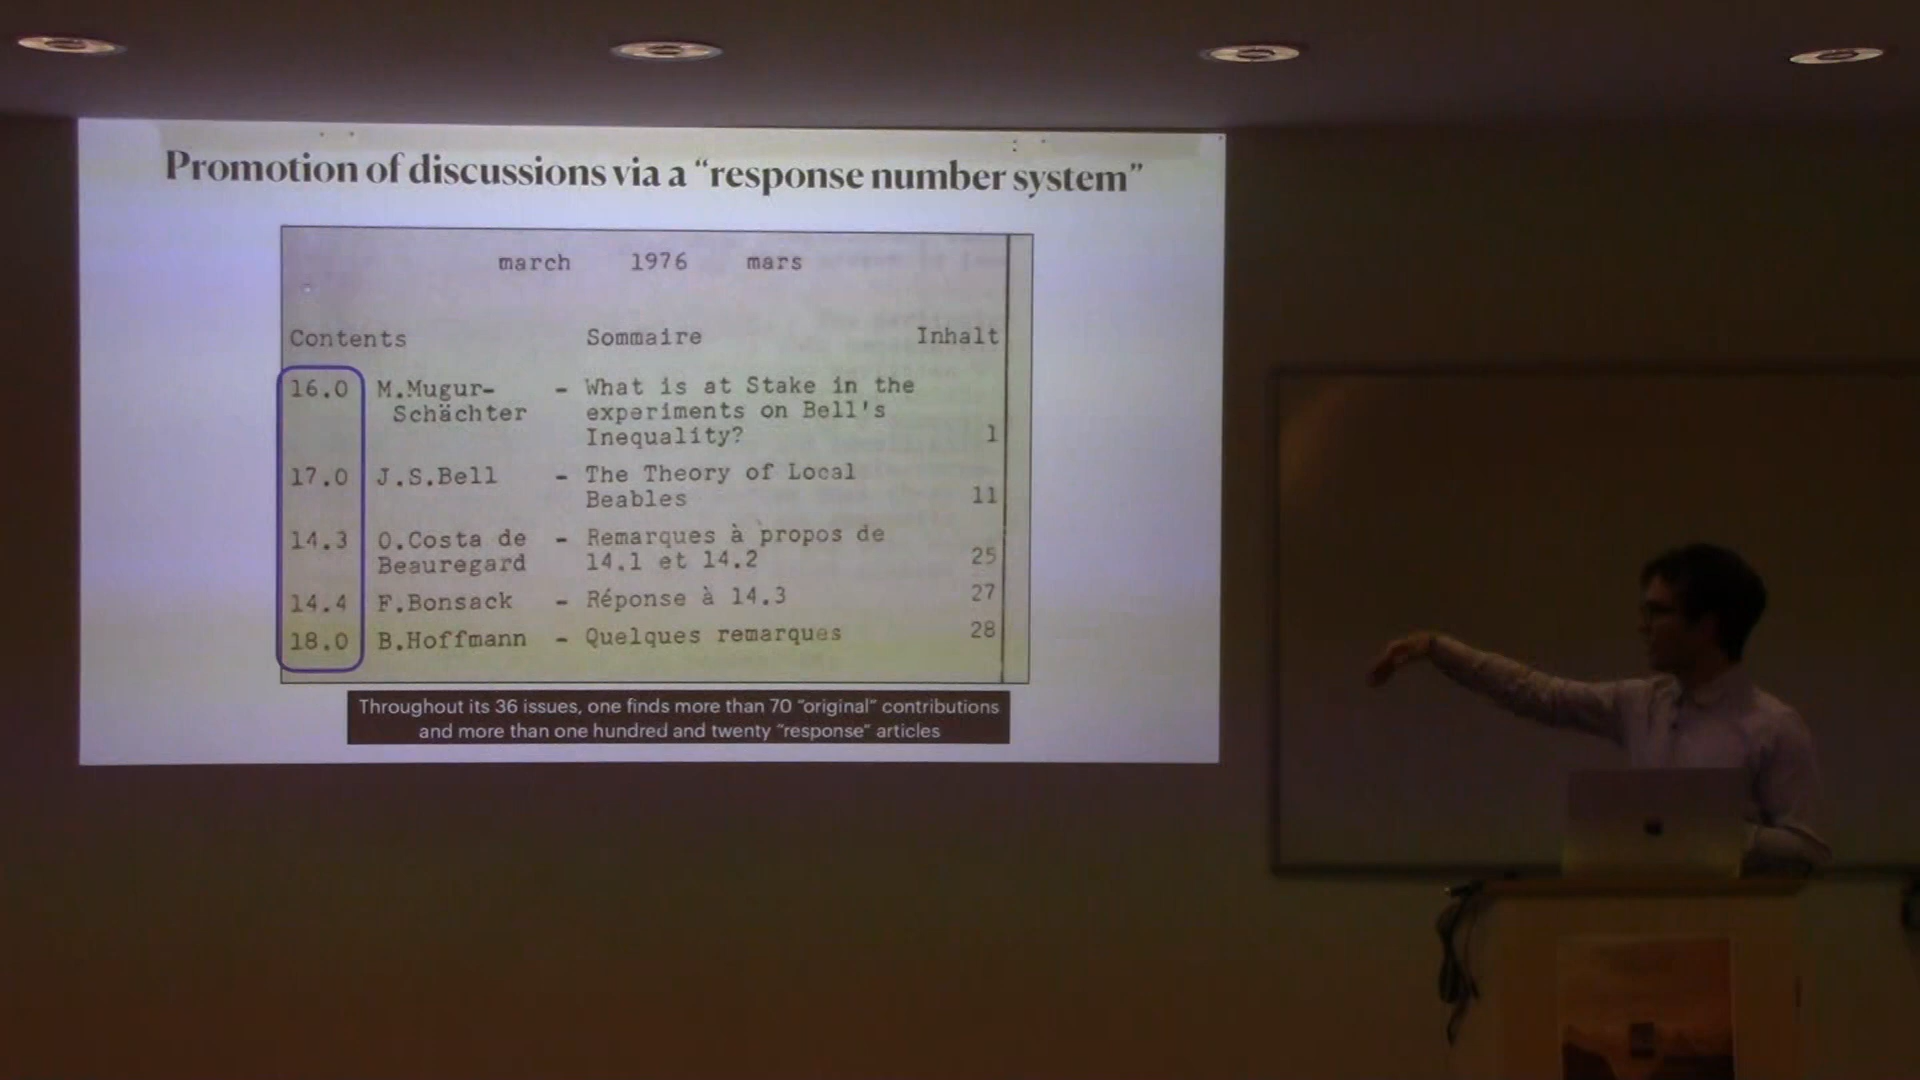 Promotion of discussions via a “response number system”
march 1976 mars
Contents Sommaire Inhalt
16.0 M.Mugur- - What is at Stake in the
Schächter experiments on Bell's
Inequality? 1
17.0 J.S.Bell - The Theory of Local
Beables 11
14.3 O.Costa de - Remarques à propos de
Beauregard 14.1 et 14.2 25
14.4 F.Bonsack - Réponse à 14.3 27
18.0 B.Hoffmann - Quelques remarques 28
Throughout its 36 issues, one finds more than 70 “original” contributions
and more than one hundred and twenty “response” articles